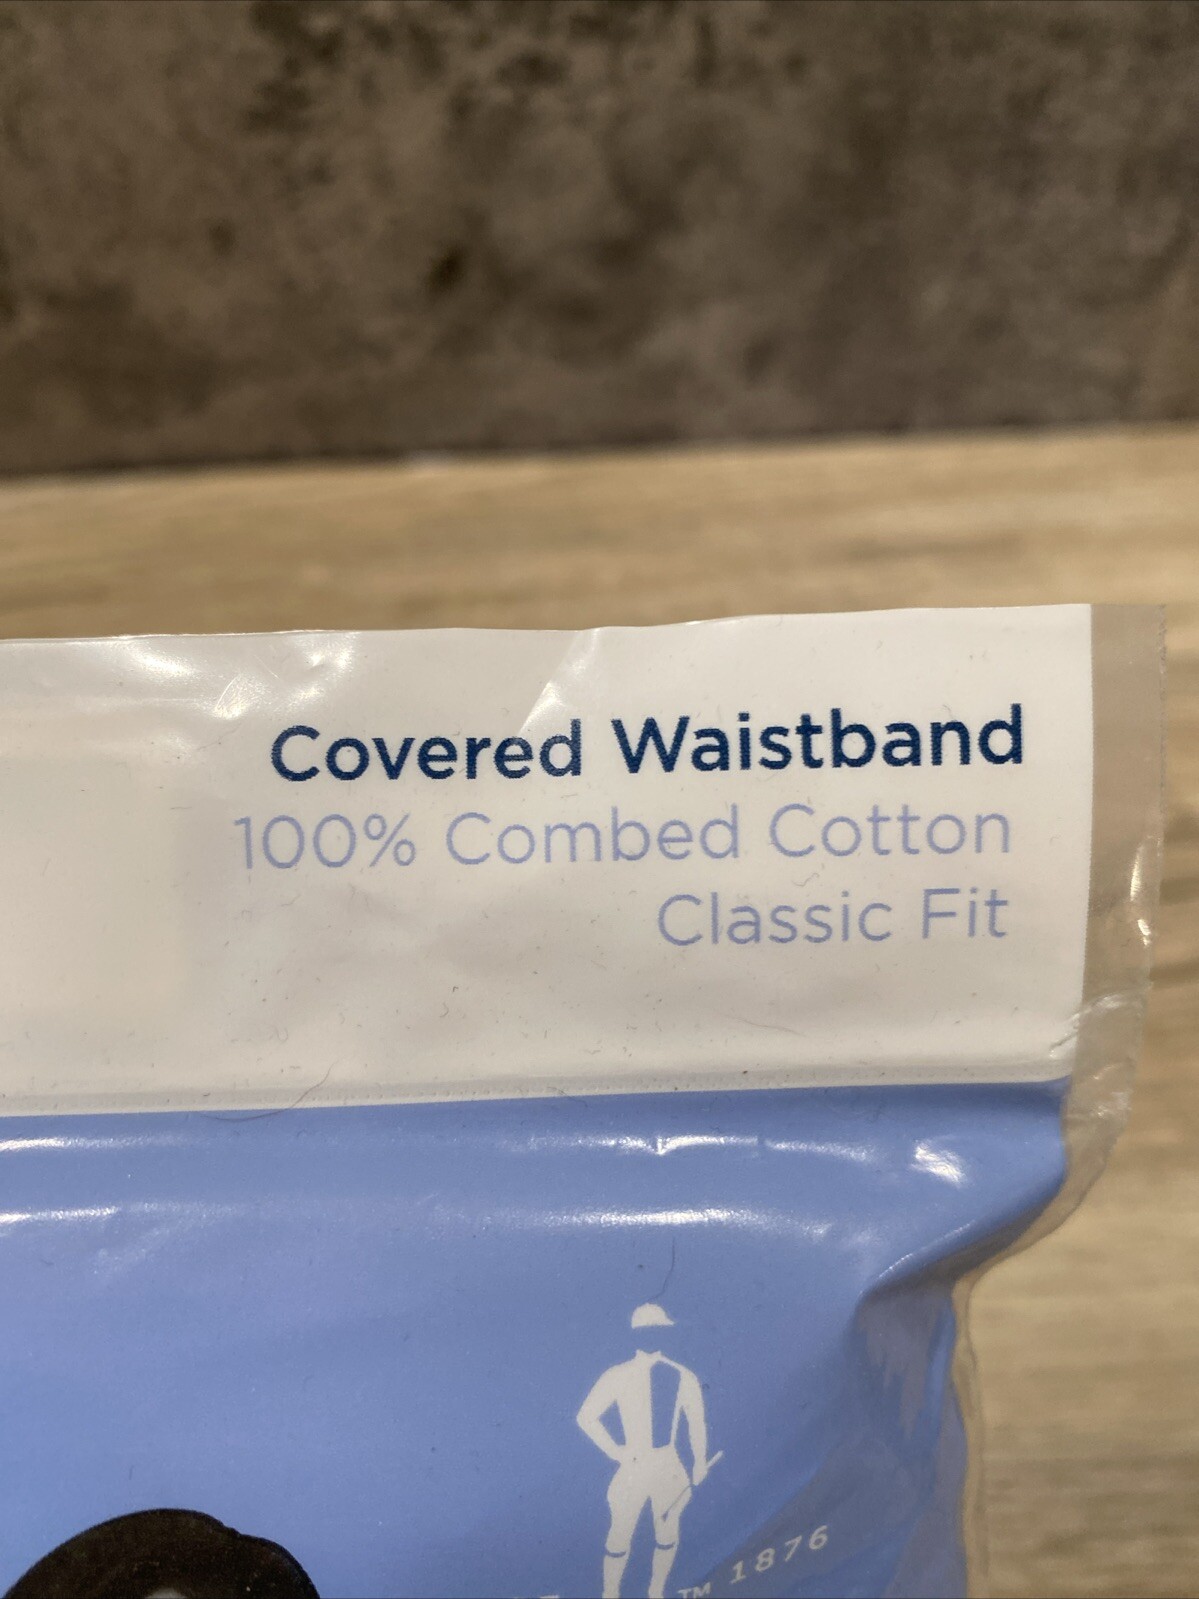 Covered Waistband
100% Combed Cotton
Classic Fit
™ 1876